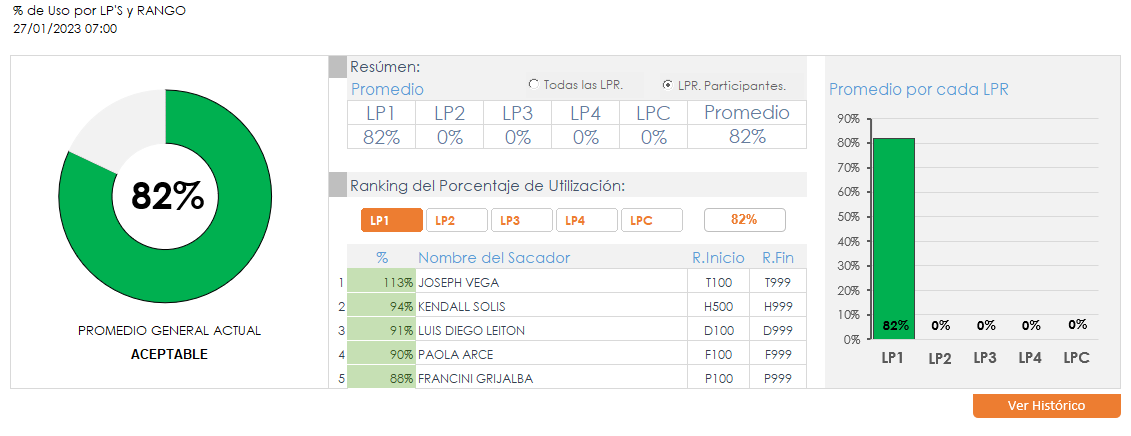 % de Uso por LP'S y RANGO
27/01/2023 07:00
82%
PROMEDIO GENERAL ACTUAL
ACEPTABLE
Resúmen:
Promedio
Todas las LPR.
LPR. Participantes.
LP1 LP2 LP3 LP4 LPC Promedio
82% 0% 0% 0% 0% 82%
Ranking del Porcentaje de Utilización:
LP1 LP2 LP3 LP4 LPC 82%
% Nombre del Sacador R.Inicio R.Fin
1 113% JOSEPH VEGA T100 T999
2 94% KENDALL SOLIS H500 H999
3 91% LUIS DIEGO LEITON D100 D999
4 90% PAOLA ARCE F100 F999
5 88% FRANCINI GRIJALBA P100 P999
Promedio por cada LPR
90%
80%
70%
60%
50%
40%
30%
20%
10%
0%
82% 0% 0% 0% 0%
LP1 LP2 LP3 LP4 LPC
Ver Histórico